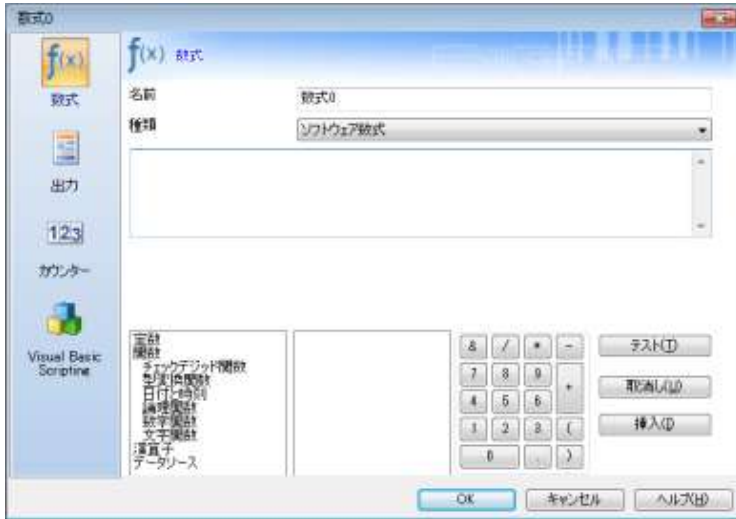 数式0
f(x)
数式
出力
123
カウンター
Visual Basic
Scripting
f(x) 数式
名前 数式0
種類 ソフトウェア数式
定数
関数
チェックデジッド関数
型変換関数
日付と時刻
論理関数
数学関数
文字関数
演算子
データソース
& / * -
7 8 9 +
4 5 6
1 2 3 (
0 . )
テスト(T)
取消し(U)
挿入(I)
OK キャンセル ヘルプ(H)